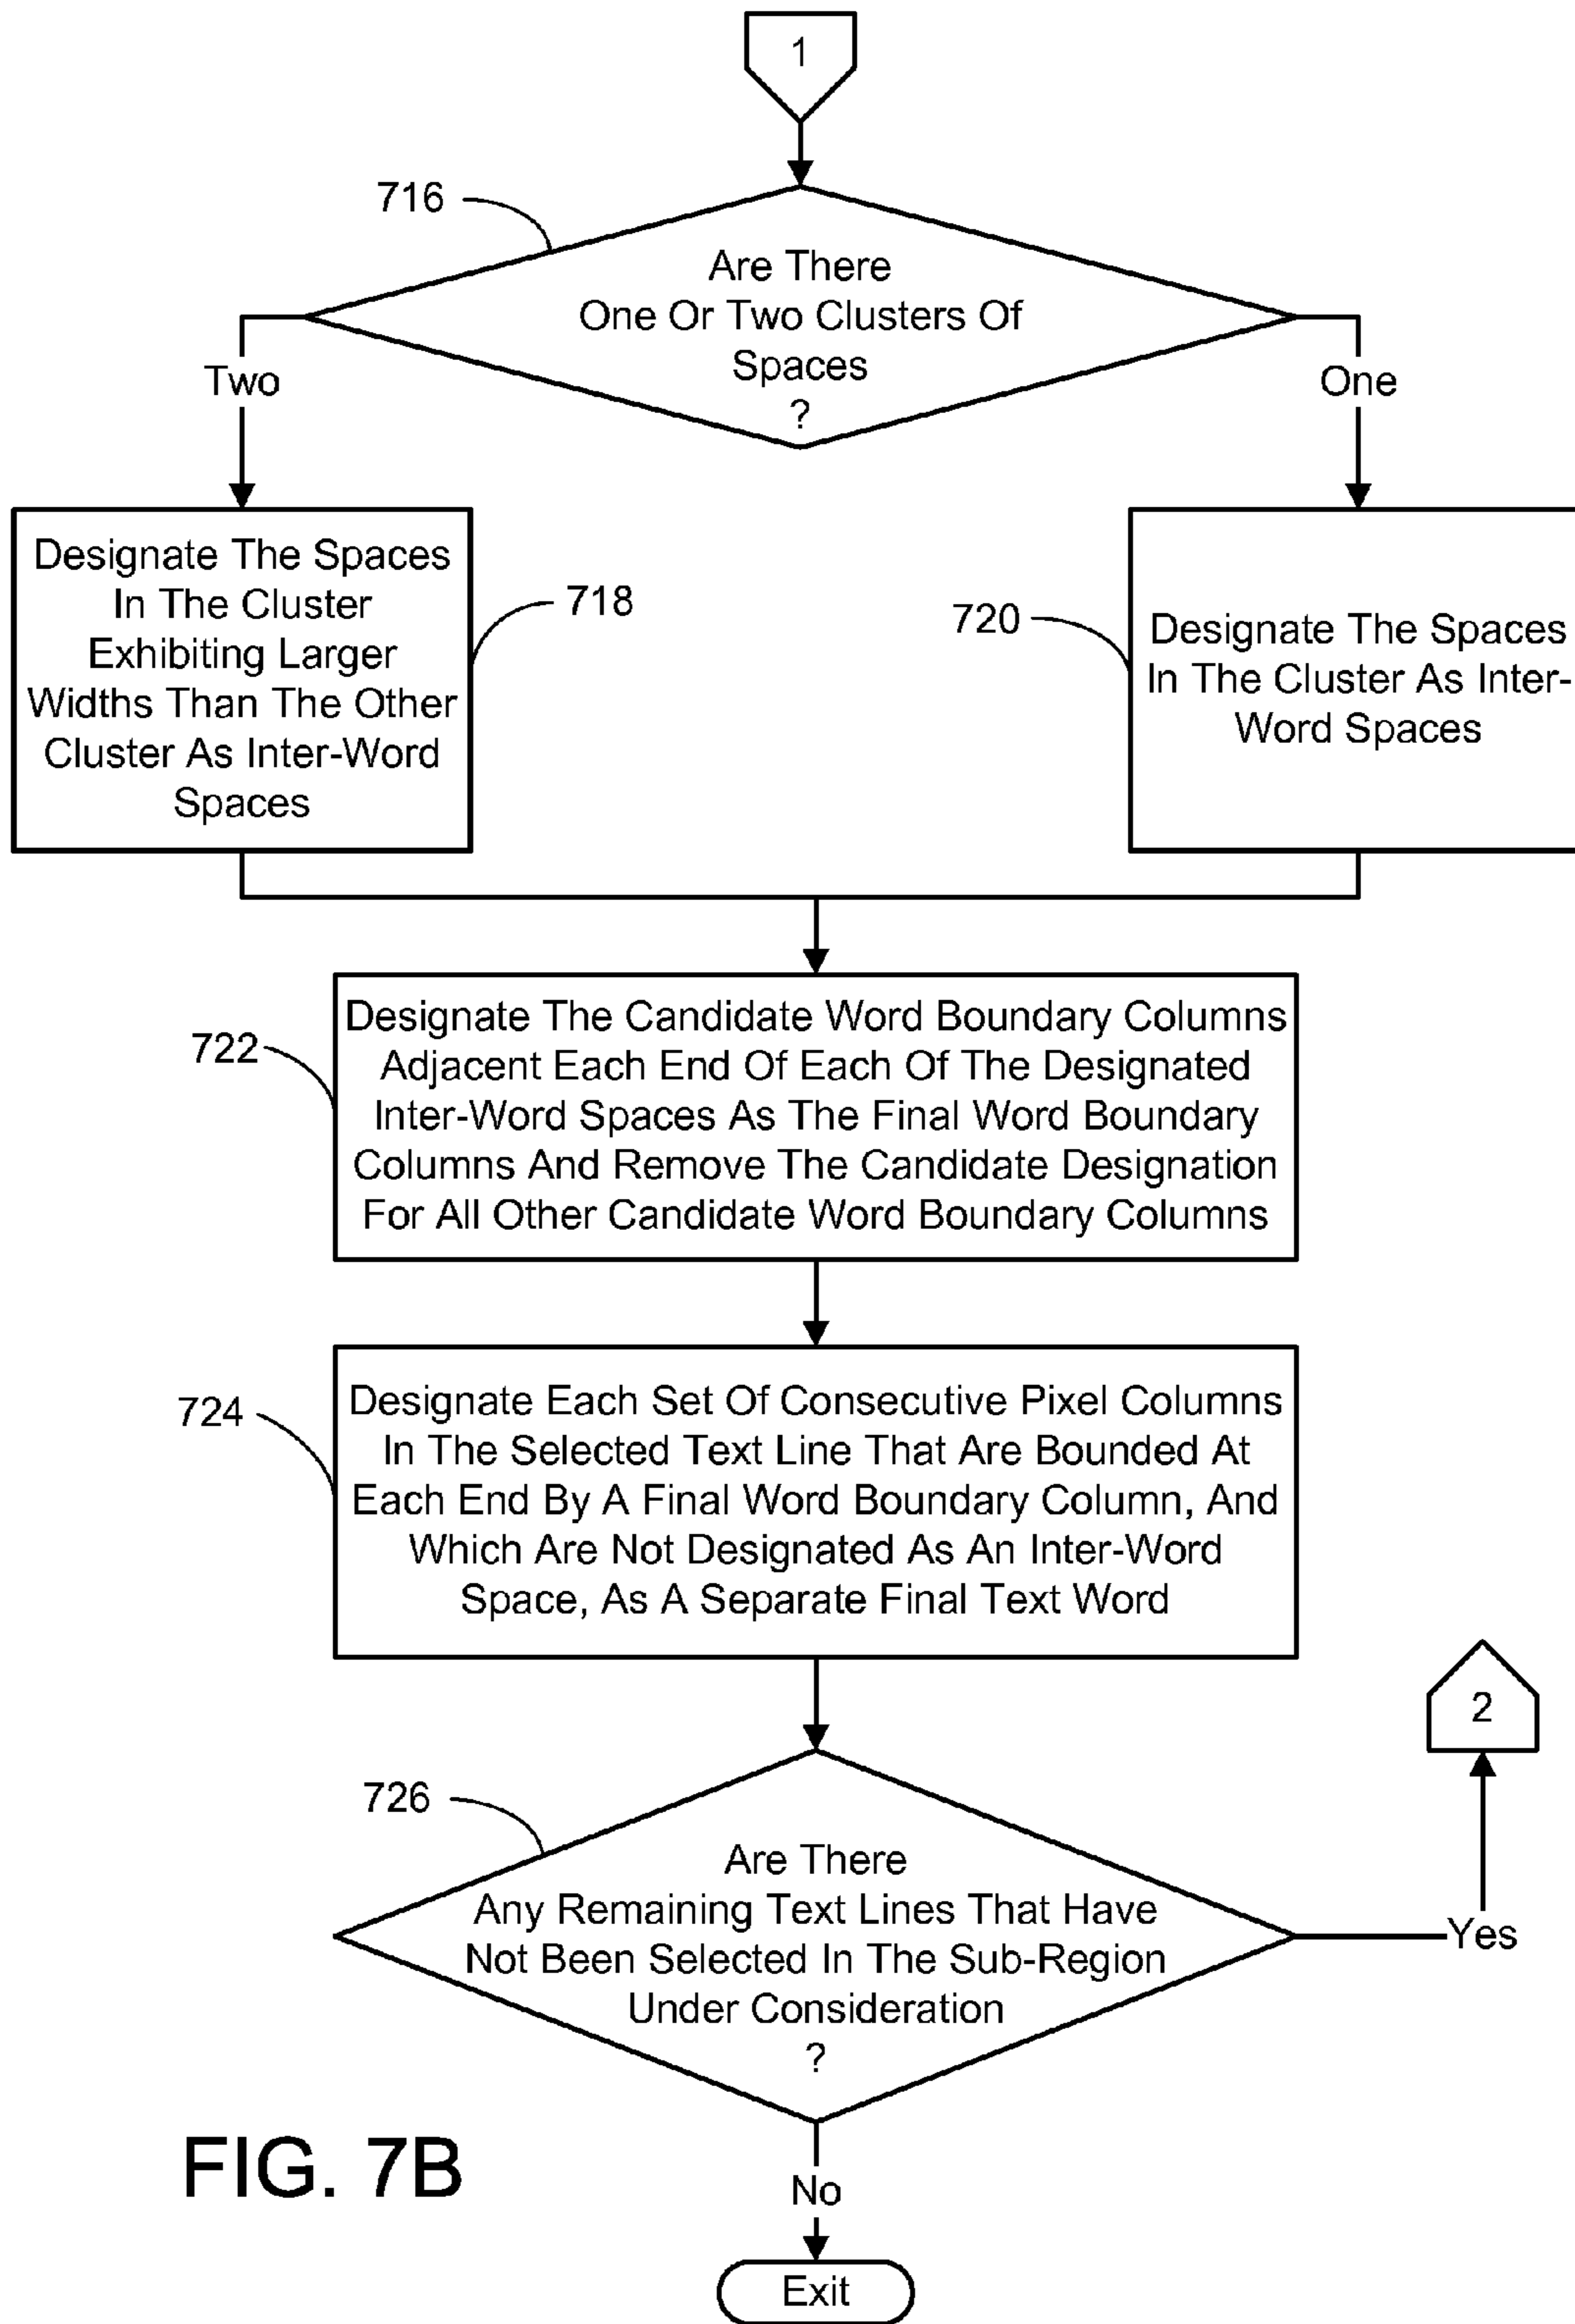 1
716
Are There
One Or Two Clusters Of
Spaces
?
Two
One
Designate The Spaces
In The Cluster
Exhibiting Larger
Widths Than The Other
Cluster As Inter-Word
Spaces
718
720
Designate The Spaces
In The Cluster As Inter-
Word Spaces
722
Designate The Candidate Word Boundary Columns
Adjacent Each End Of Each Of The Designated
Inter-Word Spaces As The Final Word Boundary
Columns And Remove The Candidate Designation
For All Other Candidate Word Boundary Columns
724
Designate Each Set Of Consecutive Pixel Columns
In The Selected Text Line That Are Bounded At
Each End By A Final Word Boundary Column, And
Which Are Not Designated As An Inter-Word
Space, As A Separate Final Text Word
2
726
Are There
Any Remaining Text Lines That Have
Not Been Selected In The Sub-Region
Under Consideration
?
Yes
No
Exit
FIG. 7B